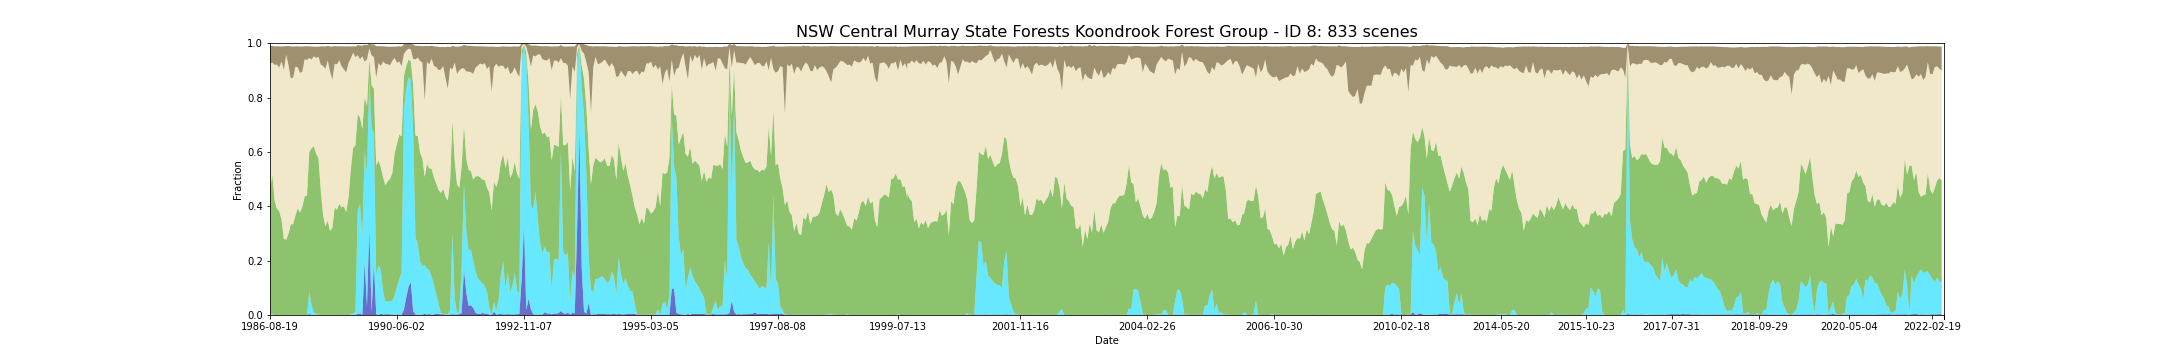 NSW Central Murray State Forests Koondrook Forest Group - ID 8: 833 scenes
1.0
0.8
0.6
0.4
0.2
0.0
Fraction
1986-08-19 1990-06-02 1992-11-07 1995-03-05 1997-08-08 1999-07-13 2001-11-16 2004-02-26 2006-10-30 2010-02-18 2014-05-20 2015-10-23 2017-07-31 2018-09-29 2020-05-04 2022-02-19
Date